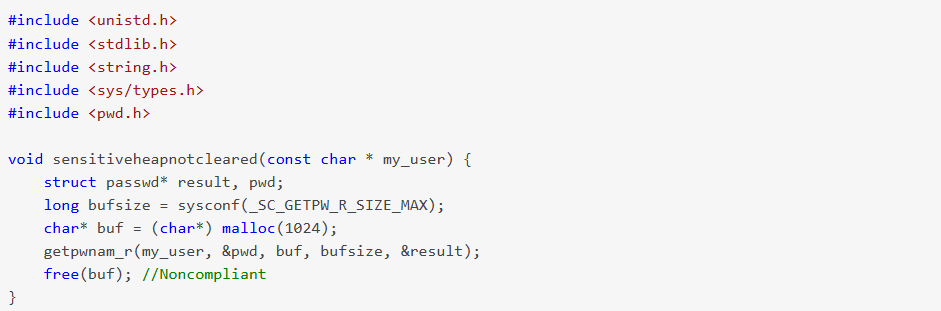 #include <unistd.h>
#include <stdlib.h>
#include <string.h>
#include <sys/types.h>
#include <pwd.h>

void sensitiveheapnotcleared(const char * my_user) {
    struct passwd* result, pwd;
    long bufsize = sysconf(_SC_GETPW_R_SIZE_MAX);
    char* buf = (char*) malloc(1024);
    getpwnam_r(my_user, &pwd, buf, bufsize, &result);
    free(buf); //Noncompliant
}